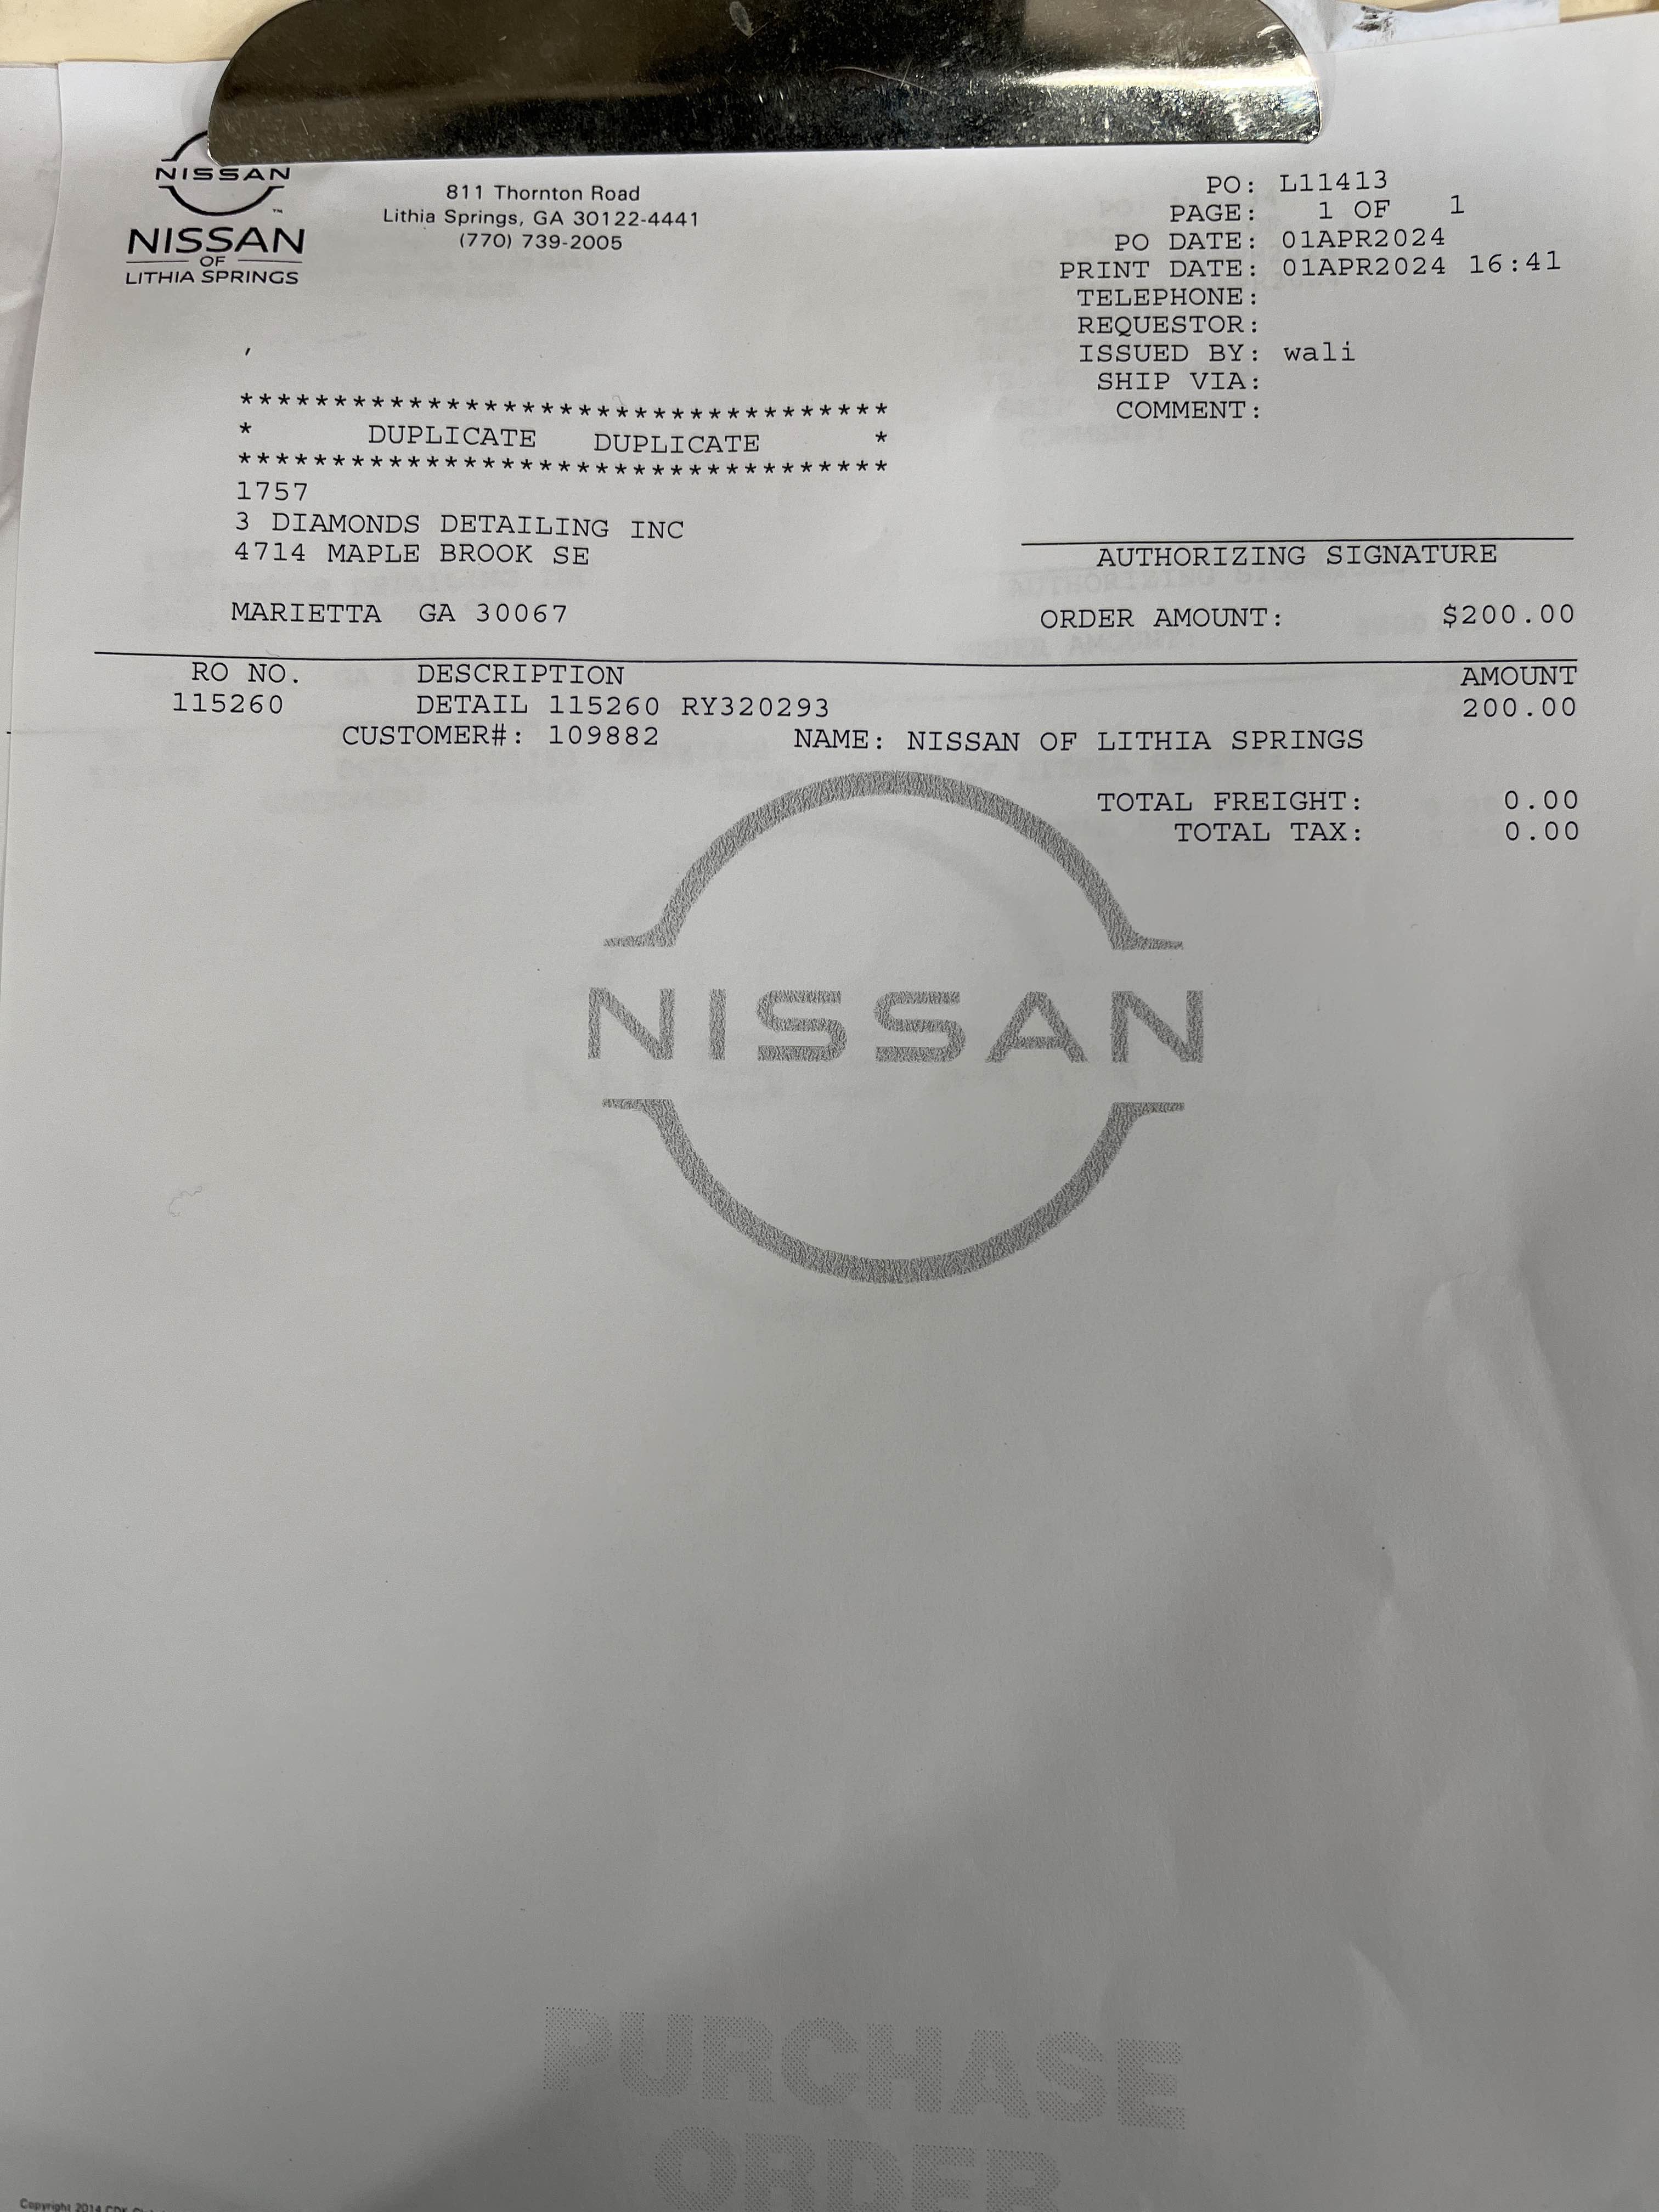 NISSAN
NISSAN
OF
LITHIA SPRINGS
811 Thornton Road
Lithia Springs, GA 30122-4441
(770) 739-2005
PO: L11413
PAGE: 1 OF 1
PO DATE: 01APR2024
PRINT DATE: 01APR2024 16:41
TELEPHONE:
REQUESTOR:
ISSUED BY: wali
SHIP VIA:
COMMENT:
***********************************
* DUPLICATE DUPLICATE *
***********************************
1757
3 DIAMONDS DETAILING INC
4714 MAPLE BROOK SE
MARIETTA GA 30067
AUTHORIZING SIGNATURE
ORDER AMOUNT: $200.00
RO NO. DESCRIPTION AMOUNT
115260 DETAIL 115260 RY320293 200.00
CUSTOMER#: 109882 NAME: NISSAN OF LITHIA SPRINGS
TOTAL FREIGHT: 0.00
TOTAL TAX: 0.00
NISSAN
PURCHASE
ORDER
Copyright 2014 CDK